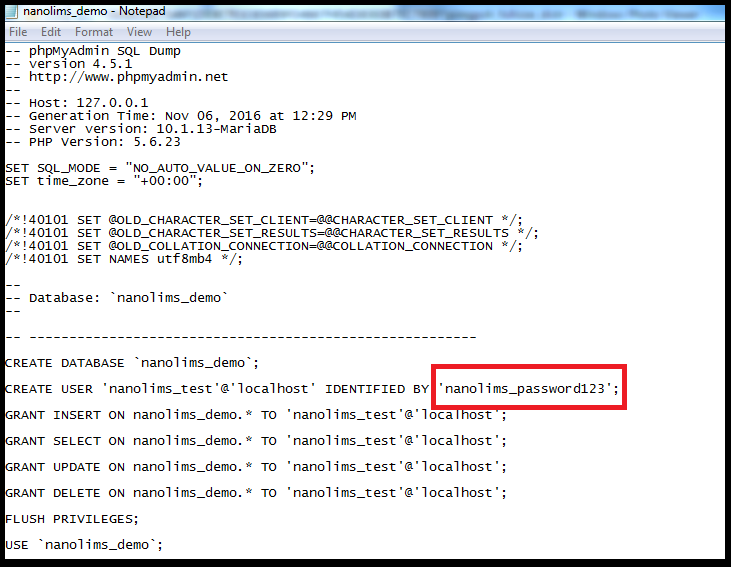 nanolims_demo - Notepad
File Edit Format View Help
-- phpMyAdmin SQL Dump
-- version 4.5.1
-- http://www.phpmyadmin.net
--
-- Host: 127.0.0.1
-- Generation Time: Nov 06, 2016 at 12:29 PM
-- Server version: 10.1.13-MariaDB
-- PHP Version: 5.6.23
SET SQL_MODE = "NO_AUTO_VALUE_ON_ZERO";
SET time_zone = "+00:00";
/*!40101 SET @OLD_CHARACTER_SET_CLIENT=@@CHARACTER_SET_CLIENT */;
/*!40101 SET @OLD_CHARACTER_SET_RESULTS=@@CHARACTER_SET_RESULTS */;
/*!40101 SET @OLD_COLLATION_CONNECTION=@@COLLATION_CONNECTION */;
/*!40101 SET NAMES utf8mb4 */;
--
-- Database: `nanolims_demo`
--
-- --------------------------------------------------------
CREATE DATABASE `nanolims_demo`;
CREATE USER 'nanolims_test'@'localhost' IDENTIFIED BY 'nanolims_password123';
GRANT INSERT ON nanolims_demo.* TO 'nanolims_test'@'localhost';
GRANT SELECT ON nanolims_demo.* TO 'nanolims_test'@'localhost';
GRANT UPDATE ON nanolims_demo.* TO 'nanolims_test'@'localhost';
GRANT DELETE ON nanolims_demo.* TO 'nanolims_test'@'localhost';
FLUSH PRIVILEGES;
USE `nanolims_demo`;